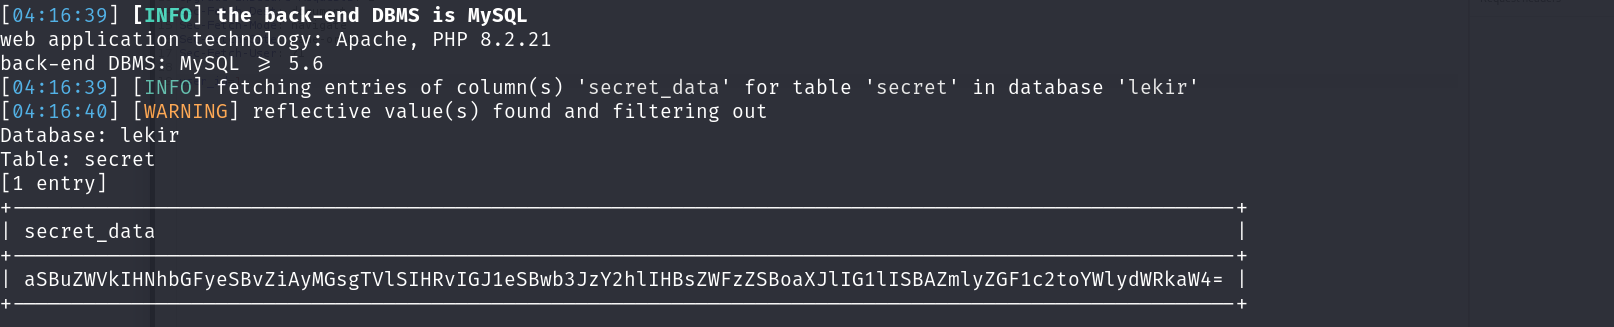 [04:16:39] [INFO] the back-end DBMS is MySQL
web application technology: Apache, PHP 8.2.21
back-end DBMS: MySQL ≥ 5.6
[04:16:39] [INFO] fetching entries of column(s) 'secret_data' for table 'secret' in database 'lekir'
[04:16:40] [WARNING] reflective value(s) found and filtering out
Database: lekir
Table: secret
[1 entry]
| secret_data |
| aSBuZWVkIHNhbGFyeSBvZiAyMGsgTVlSIHRvIGJ1eSBwb3JzY2hlIHBsZWFzZSBoaXJlIG1lISBAZmlyZGF1c2toYWlydWRkaW4= |